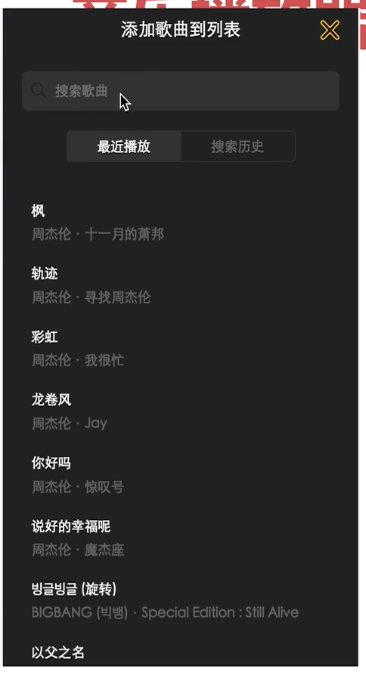 添加歌曲到列表
搜索歌曲
最近播放 搜索历史
枫
周杰伦 · 十一月的萧邦
轨迹
周杰伦 · 寻找周杰伦
彩虹
周杰伦 · 我很忙
龙卷风
周杰伦 · Jay
你好吗
周杰伦 · 惊叹号
说好的幸福呢
周杰伦 · 魔杰座
빙글빙글 (旋转)
BIGBANG (빅뱅) · Special Edition : Still Alive
以父之名